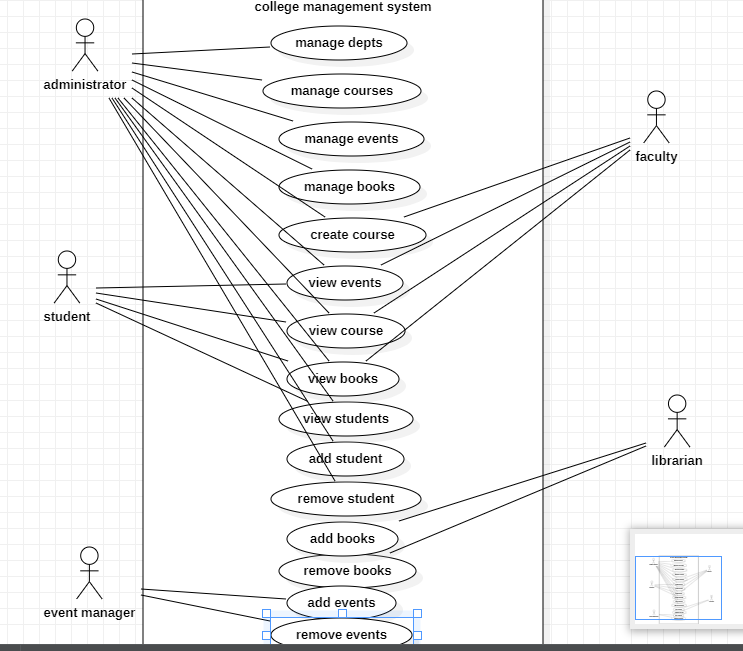 college management system
manage depts
administrator
manage courses
manage events
faculty
manage books
create course
view events
student
view course
view books
view students
add student
librarian
remove student
add books
remove books
add events
event manager
remove events